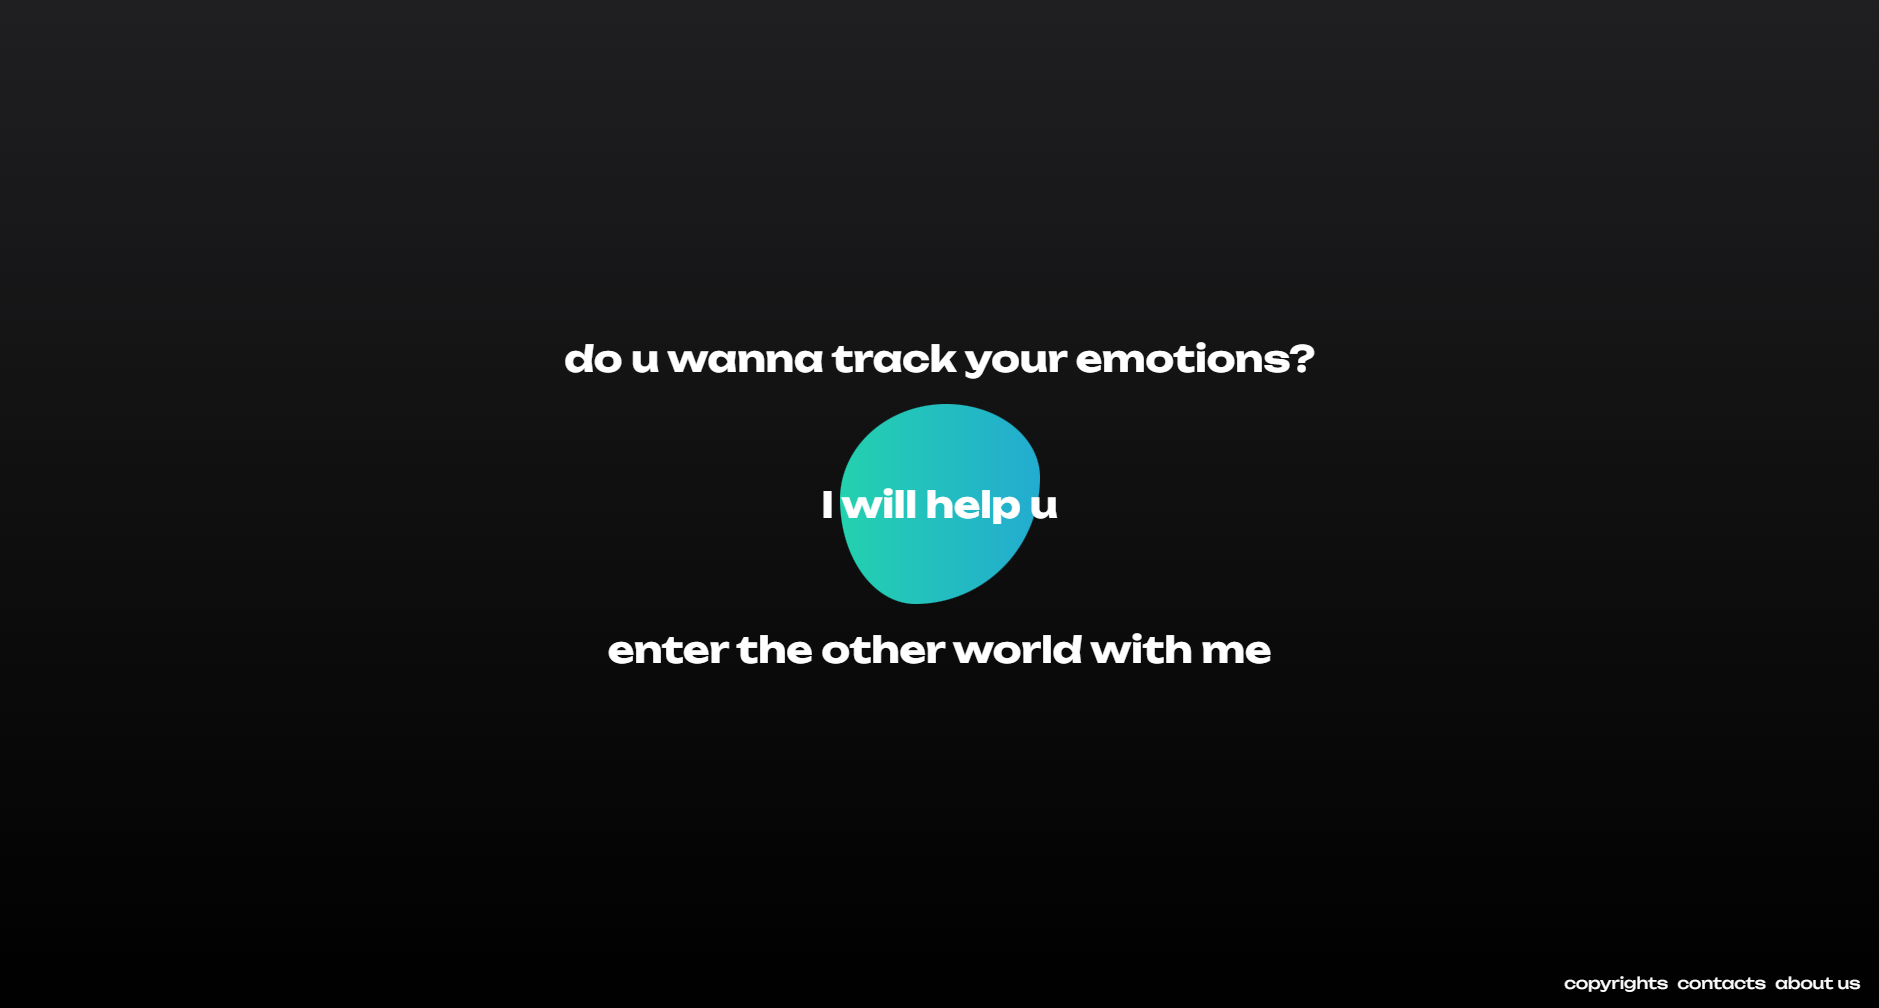 do u wanna track your emotions?
I will help u
enter the other world with me
copyrights contacts about us